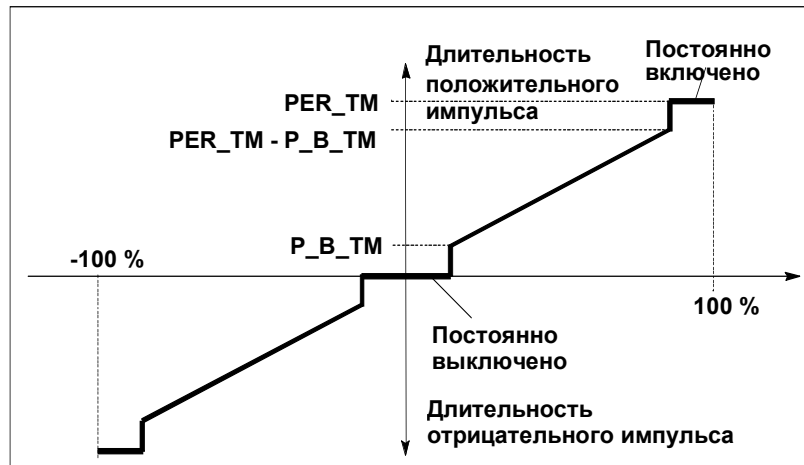 Длительность
положительного
импульса
Постоянно
включено
PER_TM
PER_TM - P_B_TM
P_B_TM
-100 %
100 %
Постоянно
выключено
Длительность
отрицательного импульса